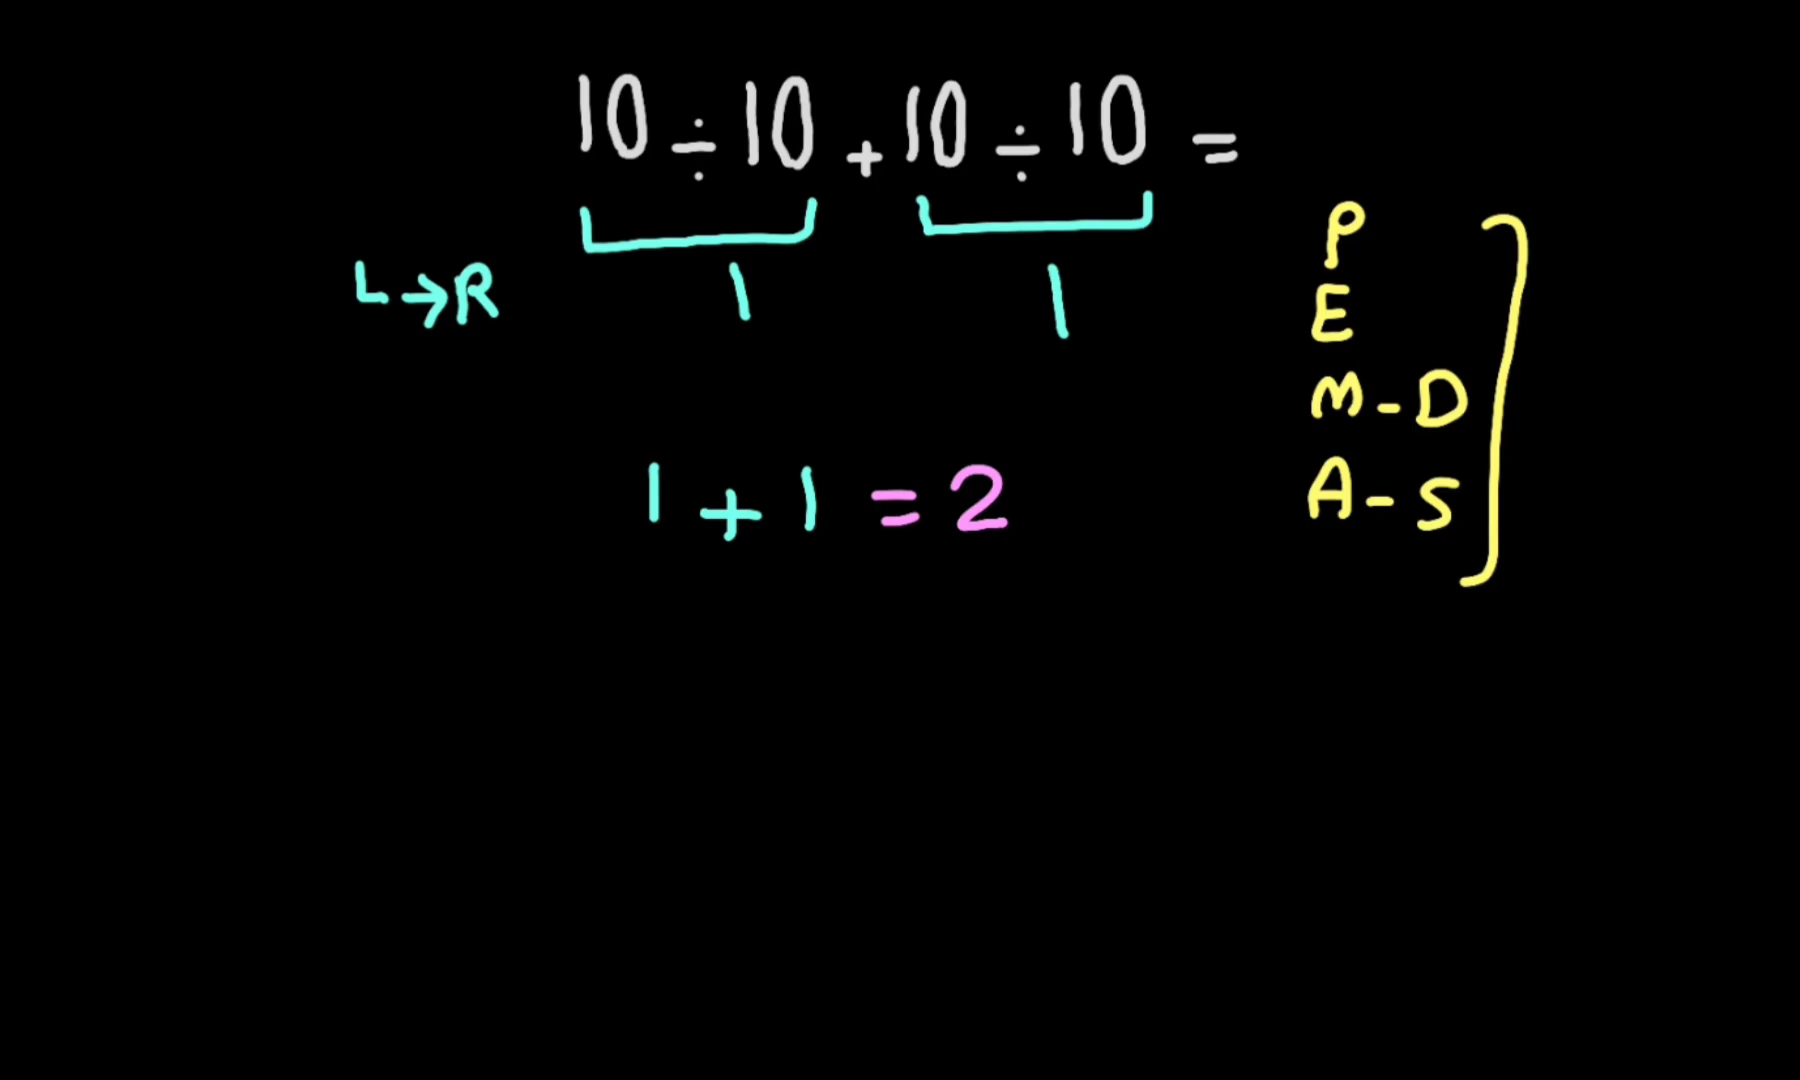 10 ÷ 10 + 10 ÷ 10 =
L → R
1 1
P
E
M - D
A - S
1 + 1 = 2